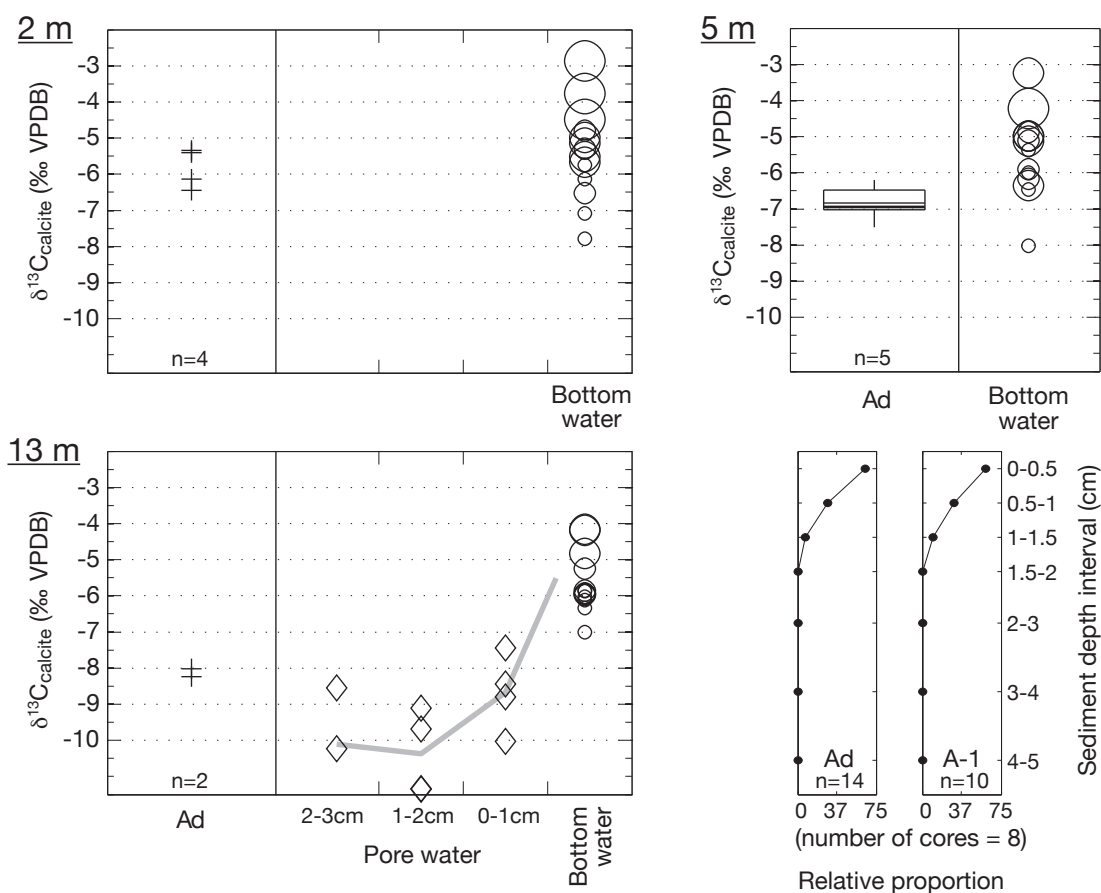 2 m
-3
-4
-5
-6
-7
-8
-9
-10
δ13Ccalcite (‰ VPDB)
n=4
Bottom
water
5 m
-3
-4
-5
-6
-7
-8
-9
-10
δ13Ccalcite (‰ VPDB)
n=5
Ad
Bottom
water
13 m
-3
-4
-5
-6
-7
-8
-9
-10
δ13Ccalcite (‰ VPDB)
n=2
Ad
2-3cm
1-2cm
0-1cm
Pore water
Bottom
water
0-0.5
0.5-1
1-1.5
1.5-2
2-3
3-4
4-5
Sediment depth interval (cm)
Ad
n=14
A-1
n=10
0 37 75 0 37 75
(number of cores = 8)
Relative proportion